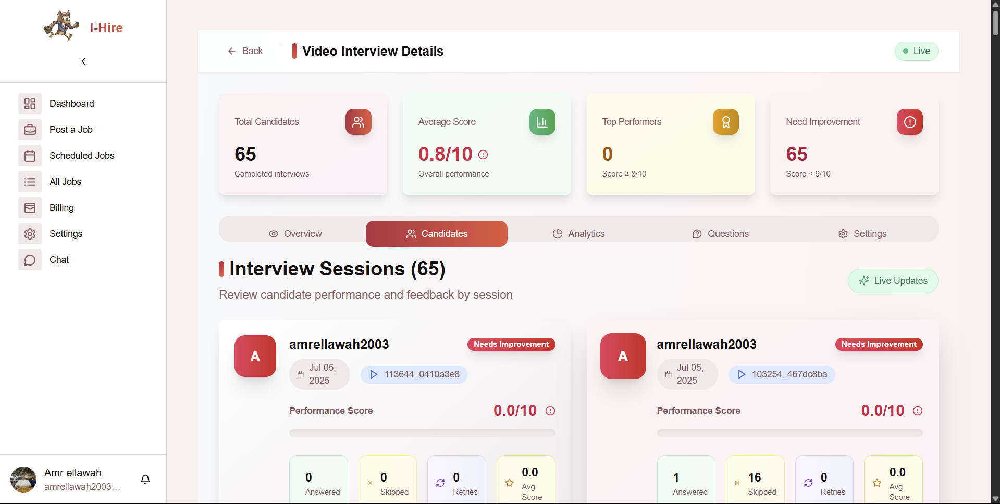 I-Hire
Dashboard
Post a Job
Scheduled Jobs
All Jobs
Billing
Settings
Chat
Amr ellawah
amrellawah2003...
Back
Video Interview Details
Live
Total Candidates
65
Completed interviews
Average Score
0.8/10
Overall performance
Top Performers
0
Score ≥ 8/10
Need Improvement
65
Score < 6/10
Overview
Candidates
Analytics
Questions
Settings
Interview Sessions (65)
Review candidate performance and feedback by session
Live Updates
A
amrellawah2003
Needs Improvement
Jul 05,
2025
113644_0410a3e8
Performance Score
0.0/10
0
Answered
0
Skipped
0
Retries
0.0
Avg
Score
A
amrellawah2003
Needs Improvement
Jul 05,
2025
103254_467dc8ba
Performance Score
0.0/10
1
Answered
16
Skipped
0
Retries
0.0
Avg
Score